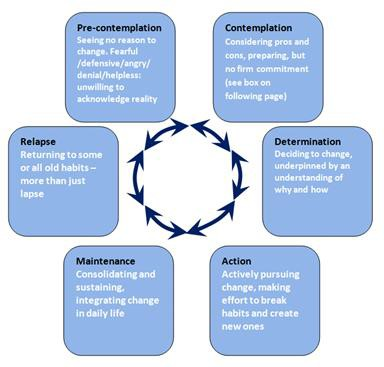 Pre-contemplation
Seeing no reason to
change. Fearful
/defensive/angry/
denial/helpless:
unwilling to
acknowledge reality
Contemplation
Considering pros and
cons, preparing, but
no firm commitment
(see box on
following page)
Relapse
Returning to some
or all old habits –
more than just
lapse
Determination
Deciding to change,
underpinned by an
understanding of
why and how
Maintenance
Consolidating and
sustaining,
integrating change
in daily life
Action
Actively pursuing
change, making
effort to break
habits and create
new ones